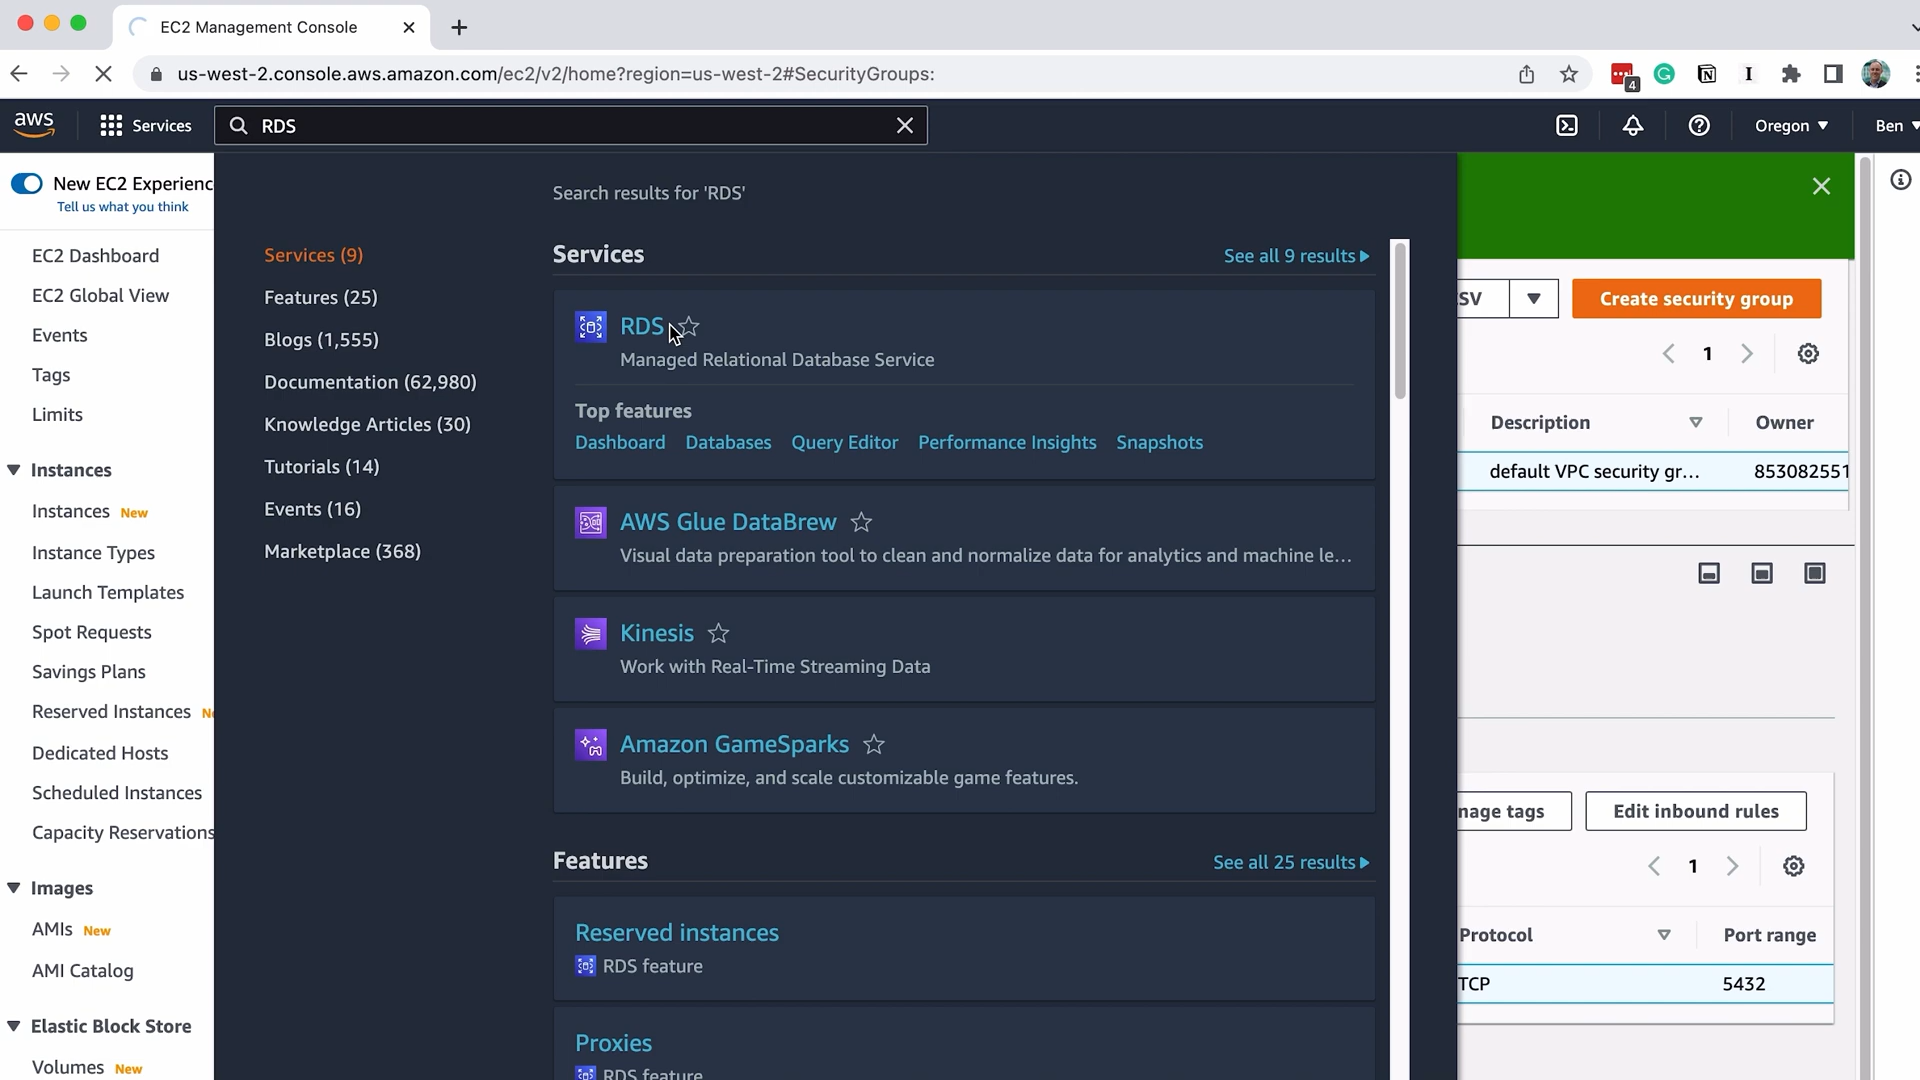 EC2 Management Console
us-west-2.console.aws.amazon.com/ec2/v2/home?region=us-west-2#SecurityGroups:
4
aws
Services
RDS
Oregon
Ben
New EC2 Experienc
Tell us what you think
EC2 Dashboard
EC2 Global View
Events
Tags
Limits
Instances
Instances New
Instance Types
Launch Templates
Spot Requests
Savings Plans
Reserved Instances Ne
Dedicated Hosts
Scheduled Instances
Capacity Reservations
Images
AMIs New
AMI Catalog
Elastic Block Store
Volumes New
Search results for 'RDS'
Services (9)
Features (25)
Blogs (1,555)
Documentation (62,980)
Knowledge Articles (30)
Tutorials (14)
Events (16)
Marketplace (368)
Services
See all 9 results
RDS
Managed Relational Database Service
Top features
Dashboard Databases Query Editor Performance Insights Snapshots
AWS Glue DataBrew
Visual data preparation tool to clean and normalize data for analytics and machine le...
Kinesis
Work with Real-Time Streaming Data
Amazon GameSparks
Build, optimize, and scale customizable game features.
Features
See all 25 results
Reserved instances
RDS feature
Proxies
RDS feature
SV
Create security group
1
Description
Owner
default VPC security gr...
853082551
nage tags
Edit inbound rules
1
Protocol
Port range
TCP
5432